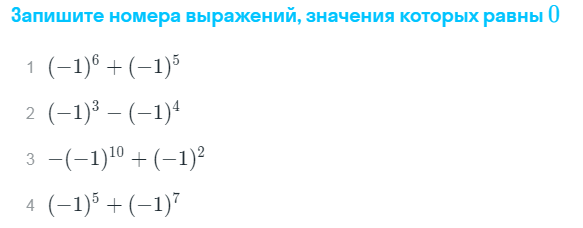 Запишите номера выражений, значения которых равны 0
1 (−1)⁶ + (−1)⁵
2 (−1)³ − (−1)⁴
3 −(−1)¹⁰ + (−1)²
4 (−1)⁵ + (−1)⁷